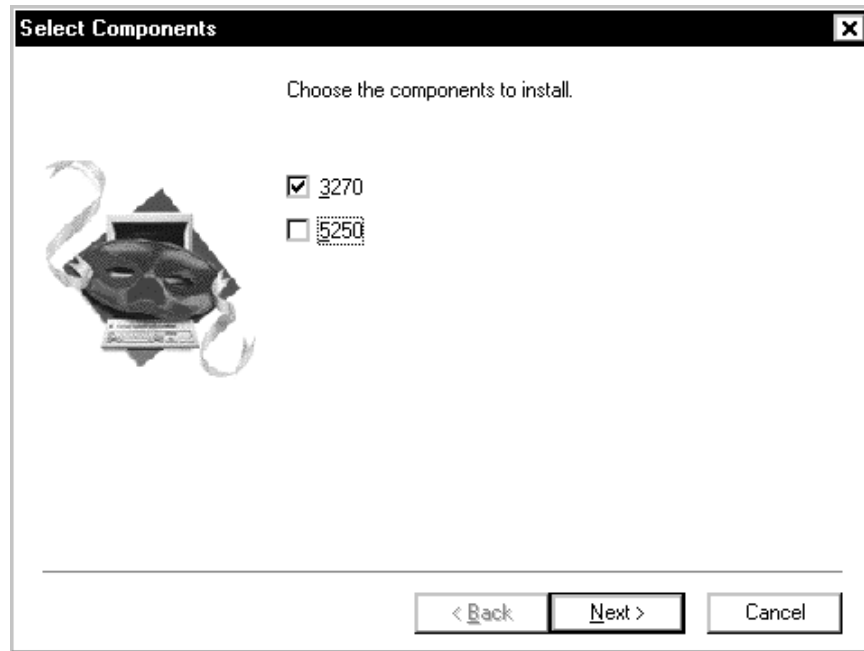 Select Components
Choose the components to install.
3270
5250
< Back
Next >
Cancel